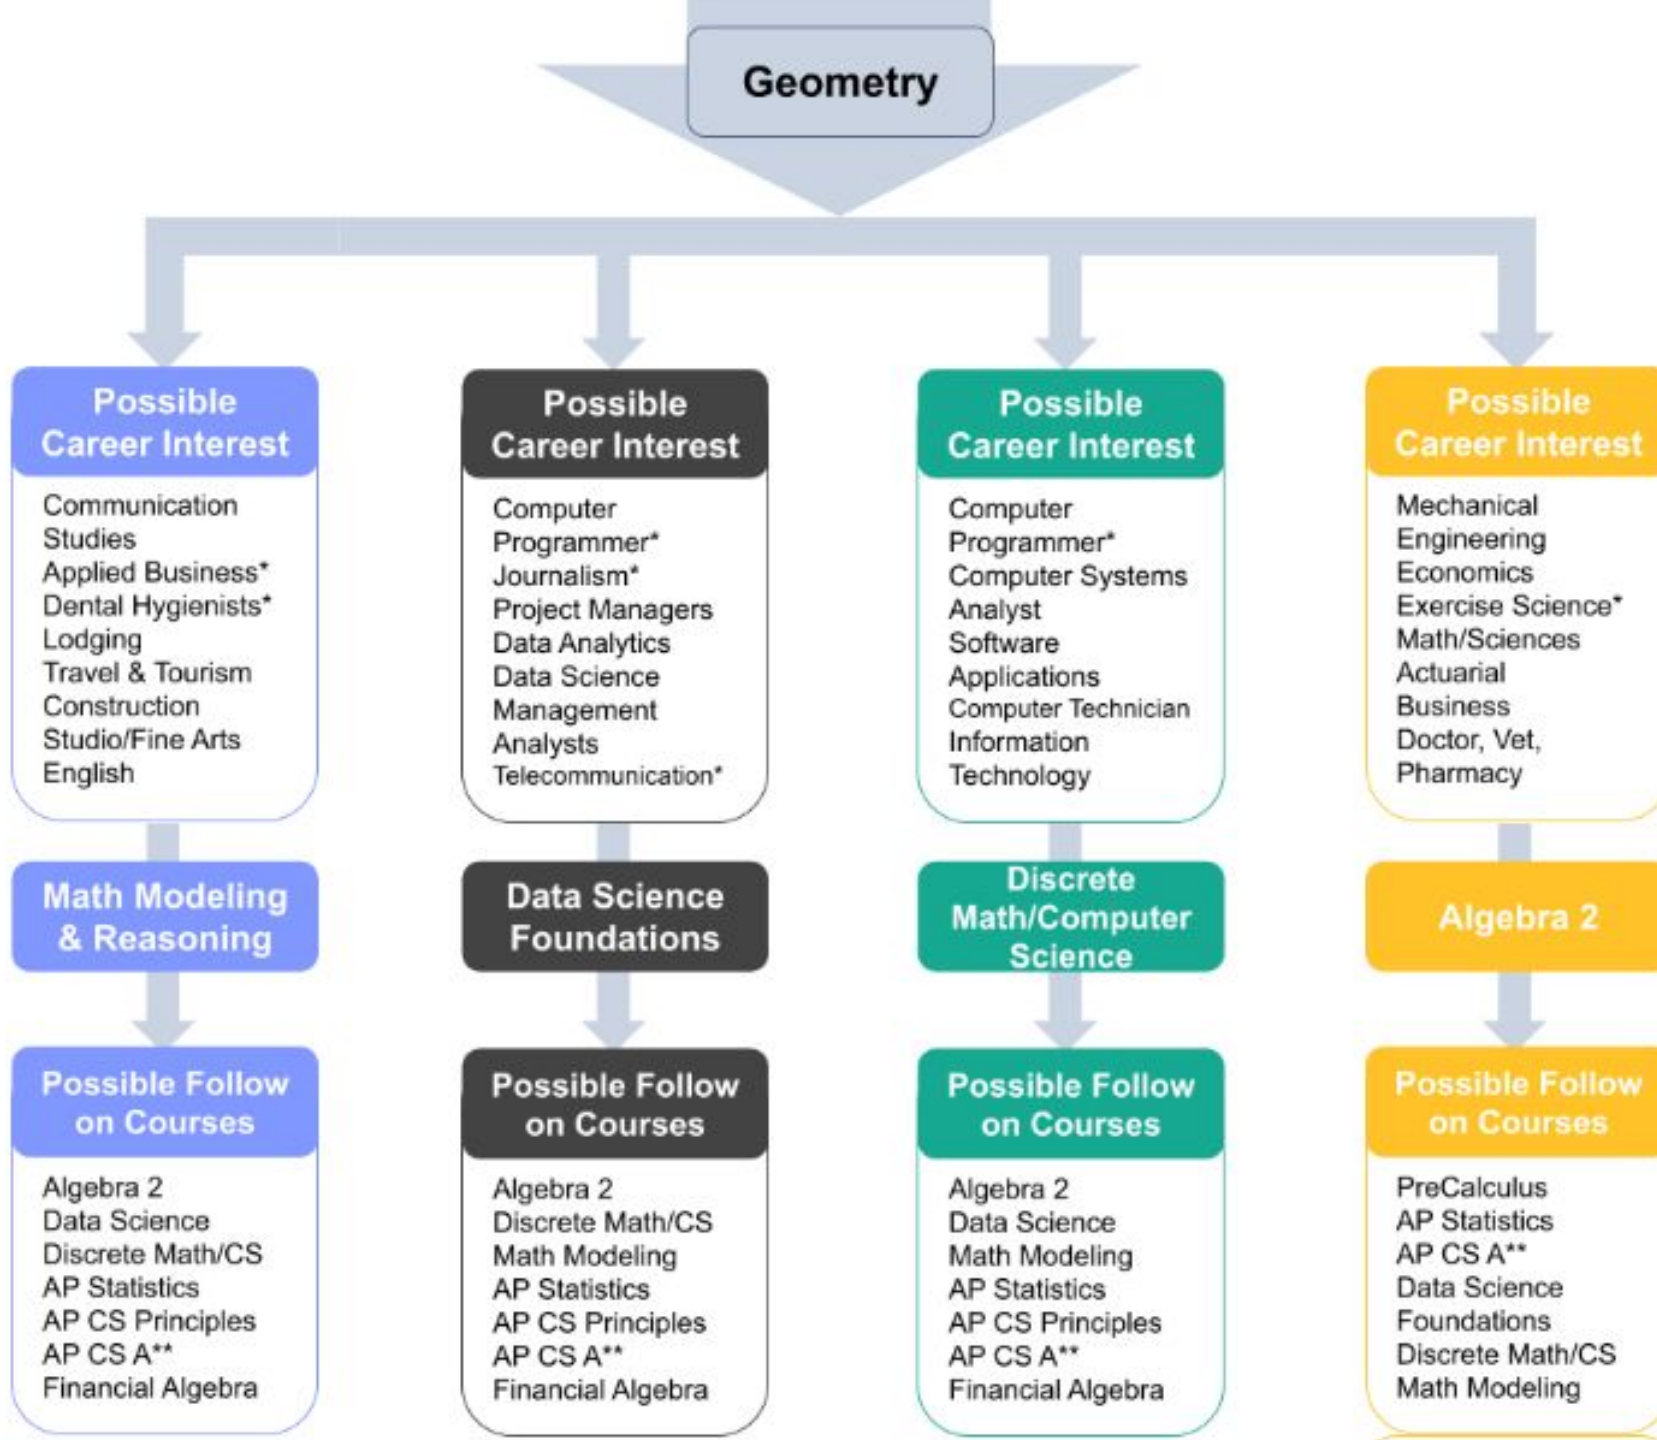 Geometry
Possible
Career Interest
Communication
Studies
Applied Business*
Dental Hygienists*
Lodging
Travel & Tourism
Construction
Studio/Fine Arts
English
Math Modeling
& Reasoning
Possible Follow
on Courses
Algebra 2
Data Science
Discrete Math/CS
AP Statistics
AP CS Principles
AP CS A**
Financial Algebra
Possible
Career Interest
Computer
Programmer*
Journalism*
Project Managers
Data Analytics
Data Science
Management
Analysts
Telecommunication*
Data Science
Foundations
Possible Follow
on Courses
Algebra 2
Discrete Math/CS
Math Modeling
AP Statistics
AP CS Principles
AP CS A**
Financial Algebra
Possible
Career Interest
Computer
Programmer*
Computer Systems
Analyst
Software
Applications
Computer Technician
Information
Technology
Discrete
Math/Computer
Science
Possible Follow
on Courses
Algebra 2
Data Science
Math Modeling
AP Statistics
AP CS Principles
AP CS A**
Financial Algebra
Possible
Career Interest
Mechanical
Engineering
Economics
Exercise Science*
Math/Sciences
Actuarial
Business
Doctor, Vet,
Pharmacy
Algebra 2
Possible Follow
on Courses
PreCalculus
AP Statistics
AP CS A**
Data Science
Foundations
Discrete Math/CS
Math Modeling